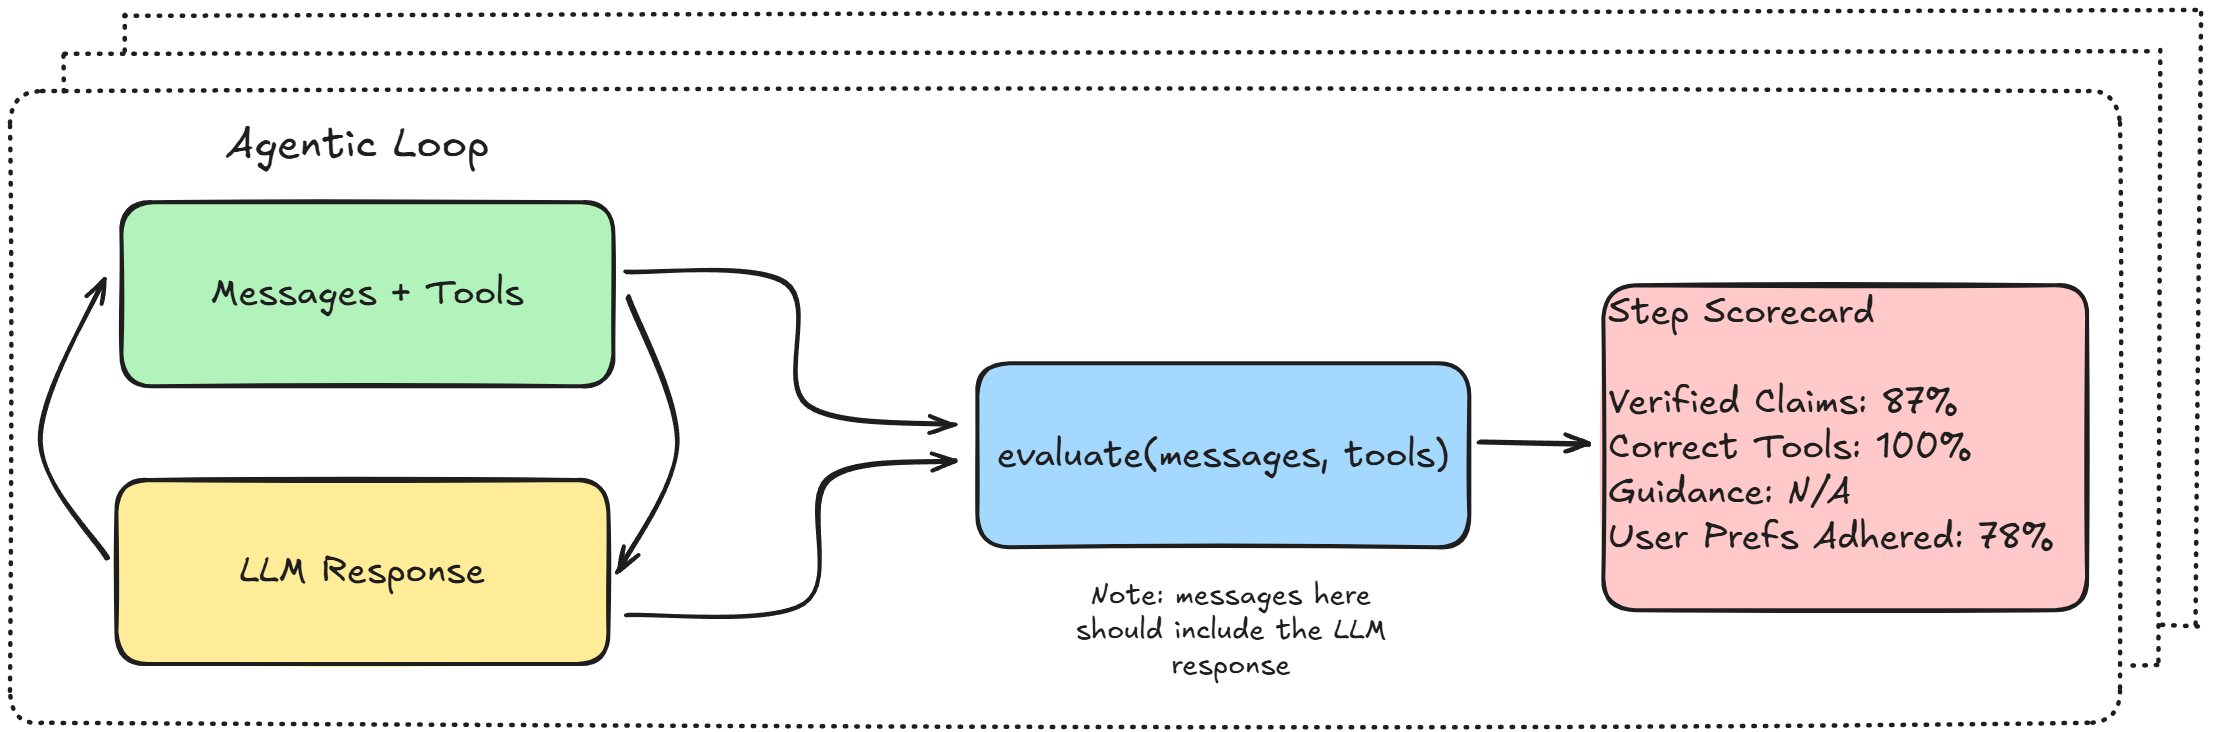 Agentic Loop
Messages + Tools
LLM Response
evaluate(messages, tools)
Note: messages here
should include the LLM
response
Step Scorecard
Verified Claims: 87%
Correct Tools: 100%
Guidance: N/A
User Prefs Adhered: 78%